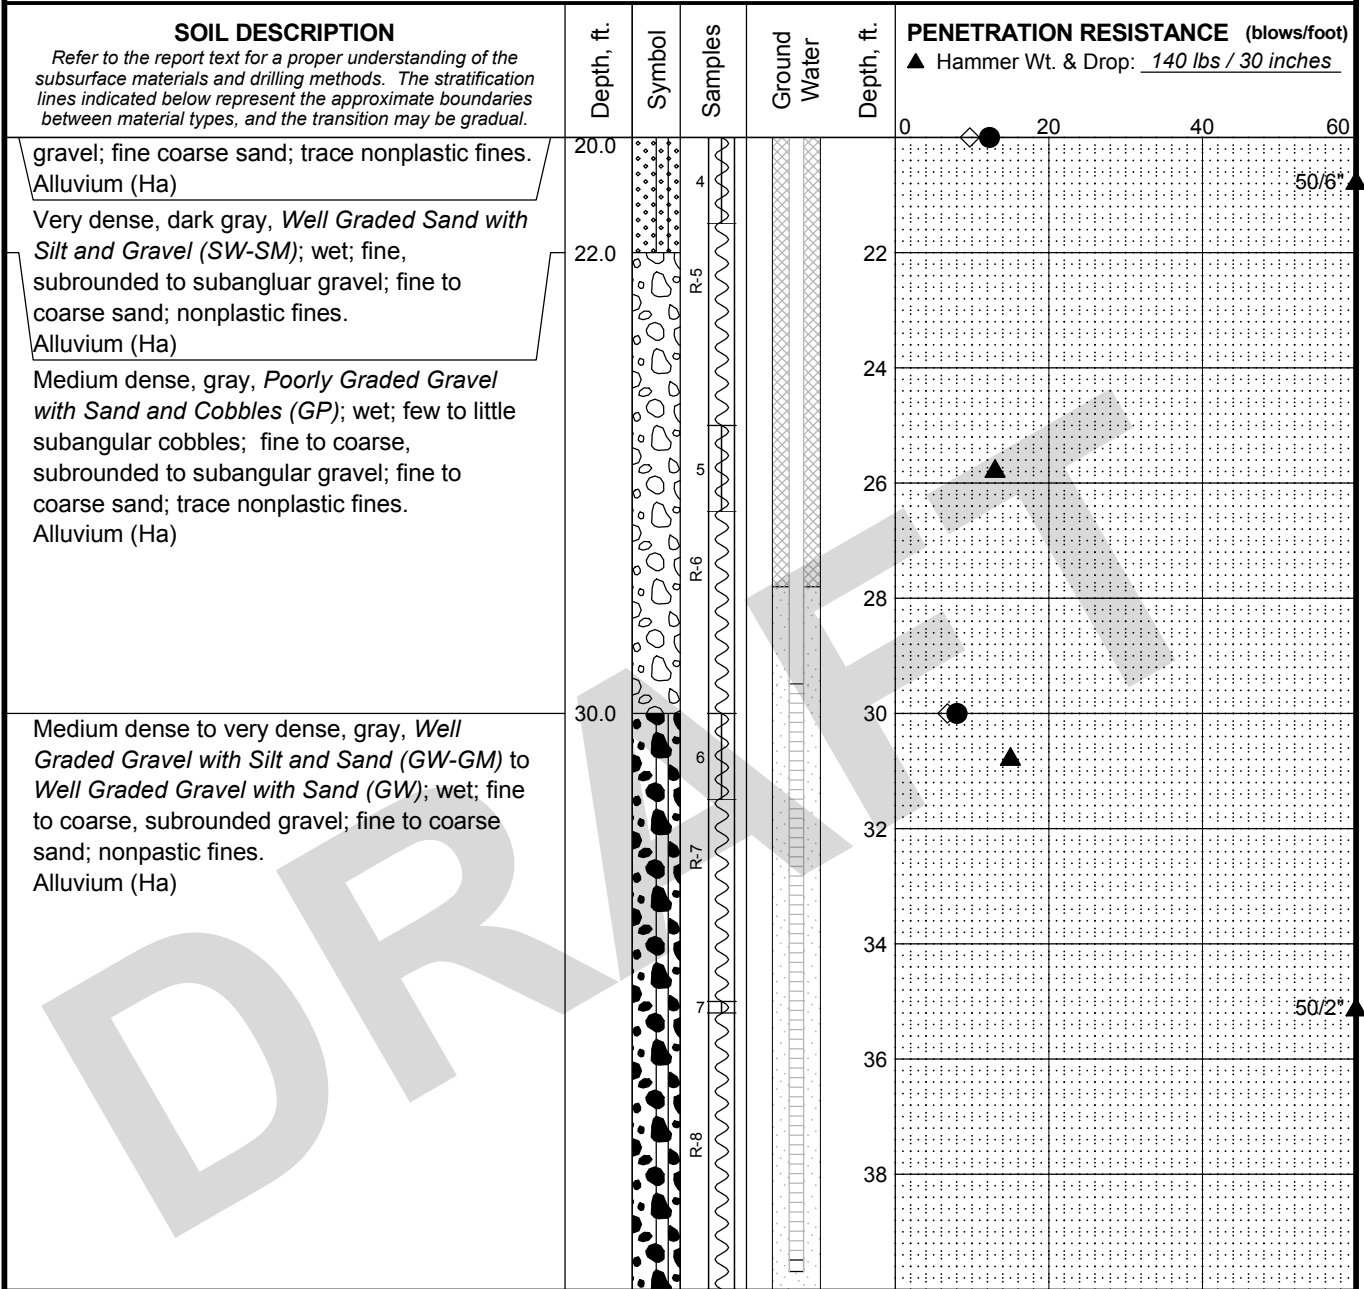 SOIL DESCRIPTION
Refer to the report text for a proper understanding of the
subsurface materials and drilling methods. The stratification
lines indicated below represent the approximate boundaries
between material types, and the transition may be gradual.
Depth, ft.
Symbol
Samples
Ground
Water
Depth, ft.
PENETRATION RESISTANCE (blows/foot)
▲ Hammer Wt. & Drop: 140 lbs / 30 inches
0 20 40 60
gravel; fine coarse sand; trace nonplastic fines.
Alluvium (Ha)
20.0
4
50/6"
Very dense, dark gray, Well Graded Sand with
Silt and Gravel (SW-SM); wet; fine,
subrounded to subangluar gravel; fine to
coarse sand; nonplastic fines.
Alluvium (Ha)
22.0
R-5
22
Medium dense, gray, Poorly Graded Gravel
with Sand and Cobbles (GP); wet; few to little
subangular cobbles; fine to coarse,
subrounded to subangular gravel; fine to
coarse sand; trace nonplastic fines.
Alluvium (Ha)
24
5
26
R-6
28
30.0
30
Medium dense to very dense, gray, Well
Graded Gravel with Silt and Sand (GW-GM) to
Well Graded Gravel with Sand (GW); wet; fine
to coarse, subrounded gravel; fine to coarse
sand; nonpastic fines.
Alluvium (Ha)
6
32
R-7
34
7
50/2"
36
R-8
38
DRAFT